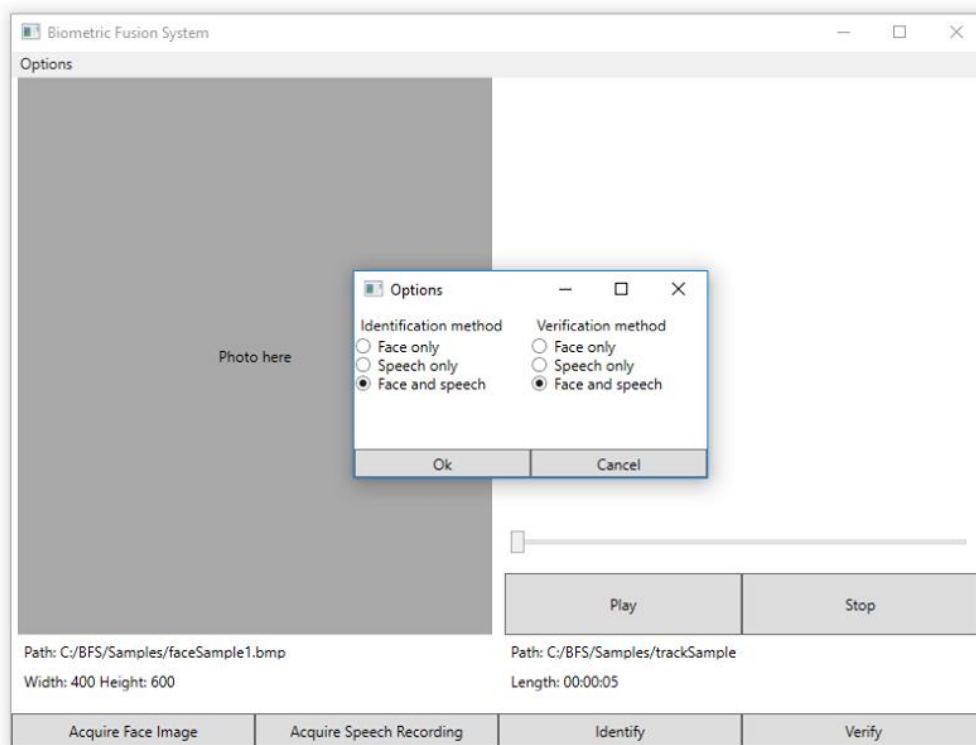 Biometric Fusion System
Options
Photo here
Options
Identification method
Face only
Speech only
Face and speech
Verification method
Face only
Speech only
Face and speech
Ok
Cancel
Play
Stop
Path: C:/BFS/Samples/faceSample1.bmp
Width: 400 Height: 600
Path: C:/BFS/Samples/trackSample
Length: 00:00:05
Acquire Face Image
Acquire Speech Recording
Identify
Verify